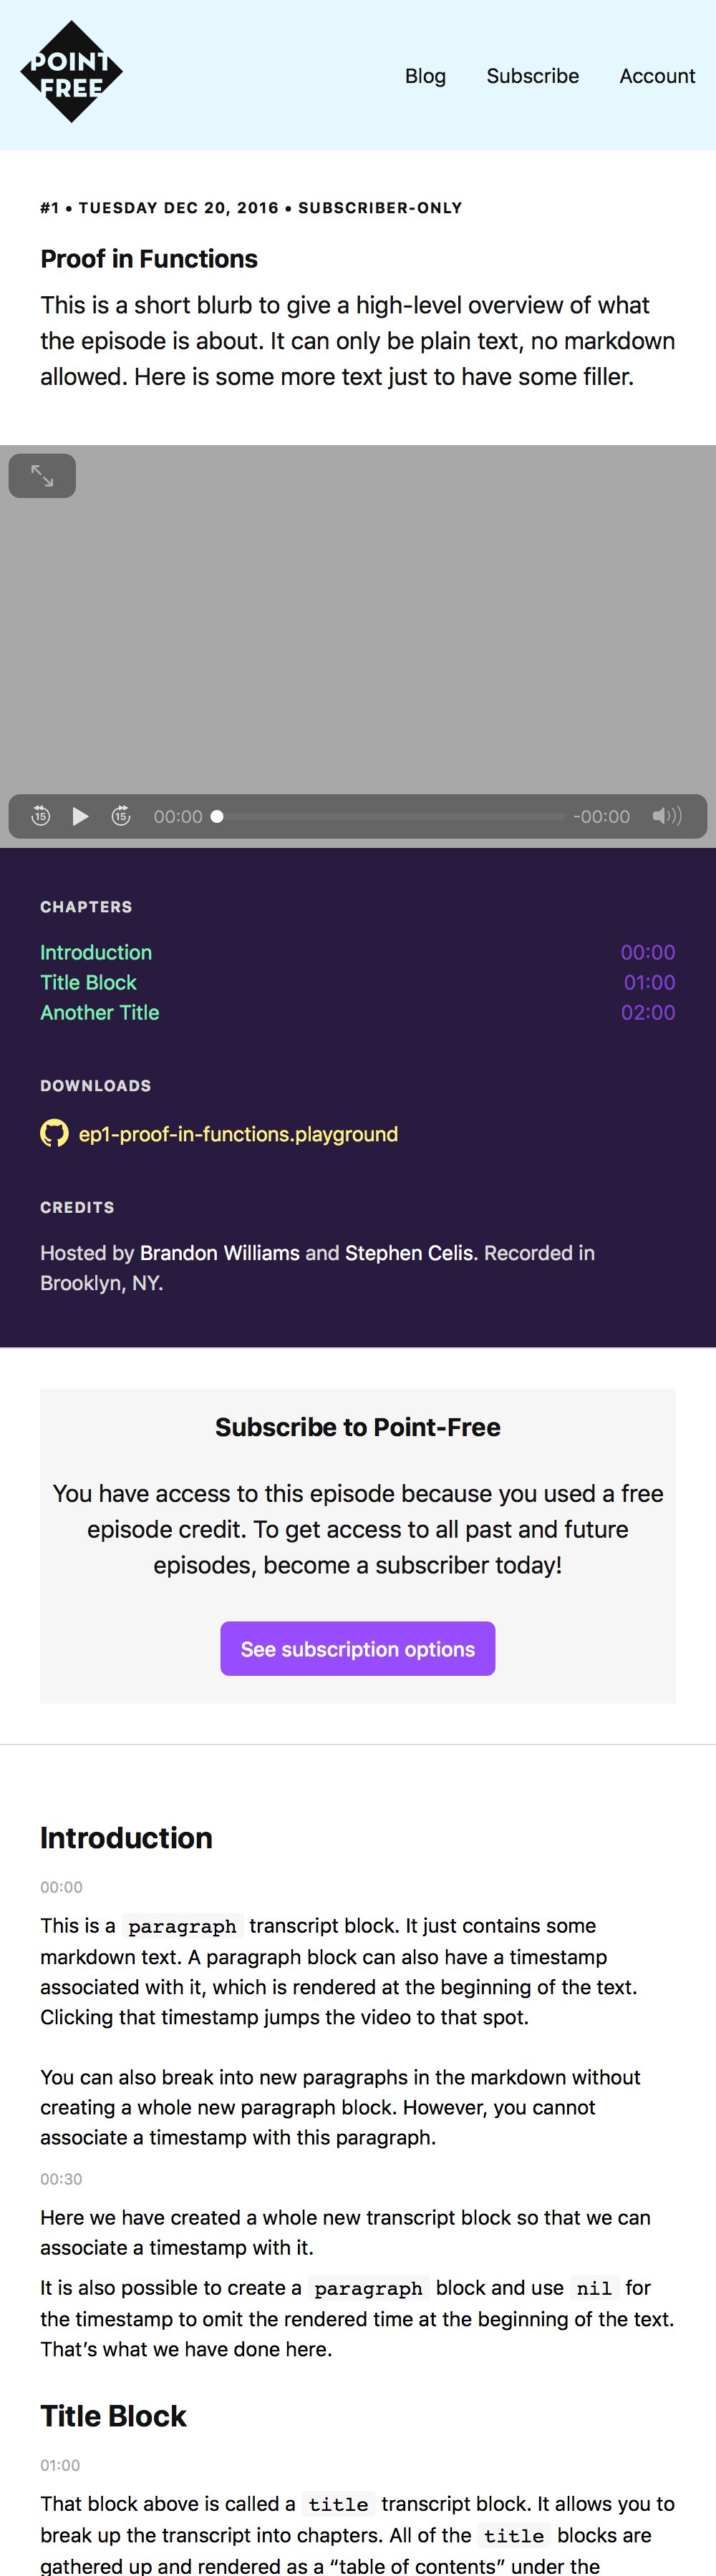 POINT
FREE
Blog Subscribe Account
#1 • TUESDAY DEC 20, 2016 • SUBSCRIBER-ONLY
Proof in Functions
This is a short blurb to give a high-level overview of what
the episode is about. It can only be plain text, no markdown
allowed. Here is some more text just to have some filler.
15 15 00:00 -00:00
CHAPTERS
Introduction 00:00
Title Block 01:00
Another Title 02:00
DOWNLOADS
ep1-proof-in-functions.playground
CREDITS
Hosted by Brandon Williams and Stephen Celis. Recorded in
Brooklyn, NY.
Subscribe to Point-Free
You have access to this episode because you used a free
episode credit. To get access to all past and future
episodes, become a subscriber today!
See subscription options
Introduction
00:00
This is a paragraph transcript block. It just contains some
markdown text. A paragraph block can also have a timestamp
associated with it, which is rendered at the beginning of the text.
Clicking that timestamp jumps the video to that spot.
You can also break into new paragraphs in the markdown without
creating a whole new paragraph block. However, you cannot
associate a timestamp with this paragraph.
00:30
Here we have created a whole new transcript block so that we can
associate a timestamp with it.
It is also possible to create a paragraph block and use nil for
the timestamp to omit the rendered time at the beginning of the text.
That’s what we have done here.
Title Block
01:00
That block above is called a title transcript block. It allows you to
break up the transcript into chapters. All of the title blocks are
gathered up and rendered as a “table of contents” under the